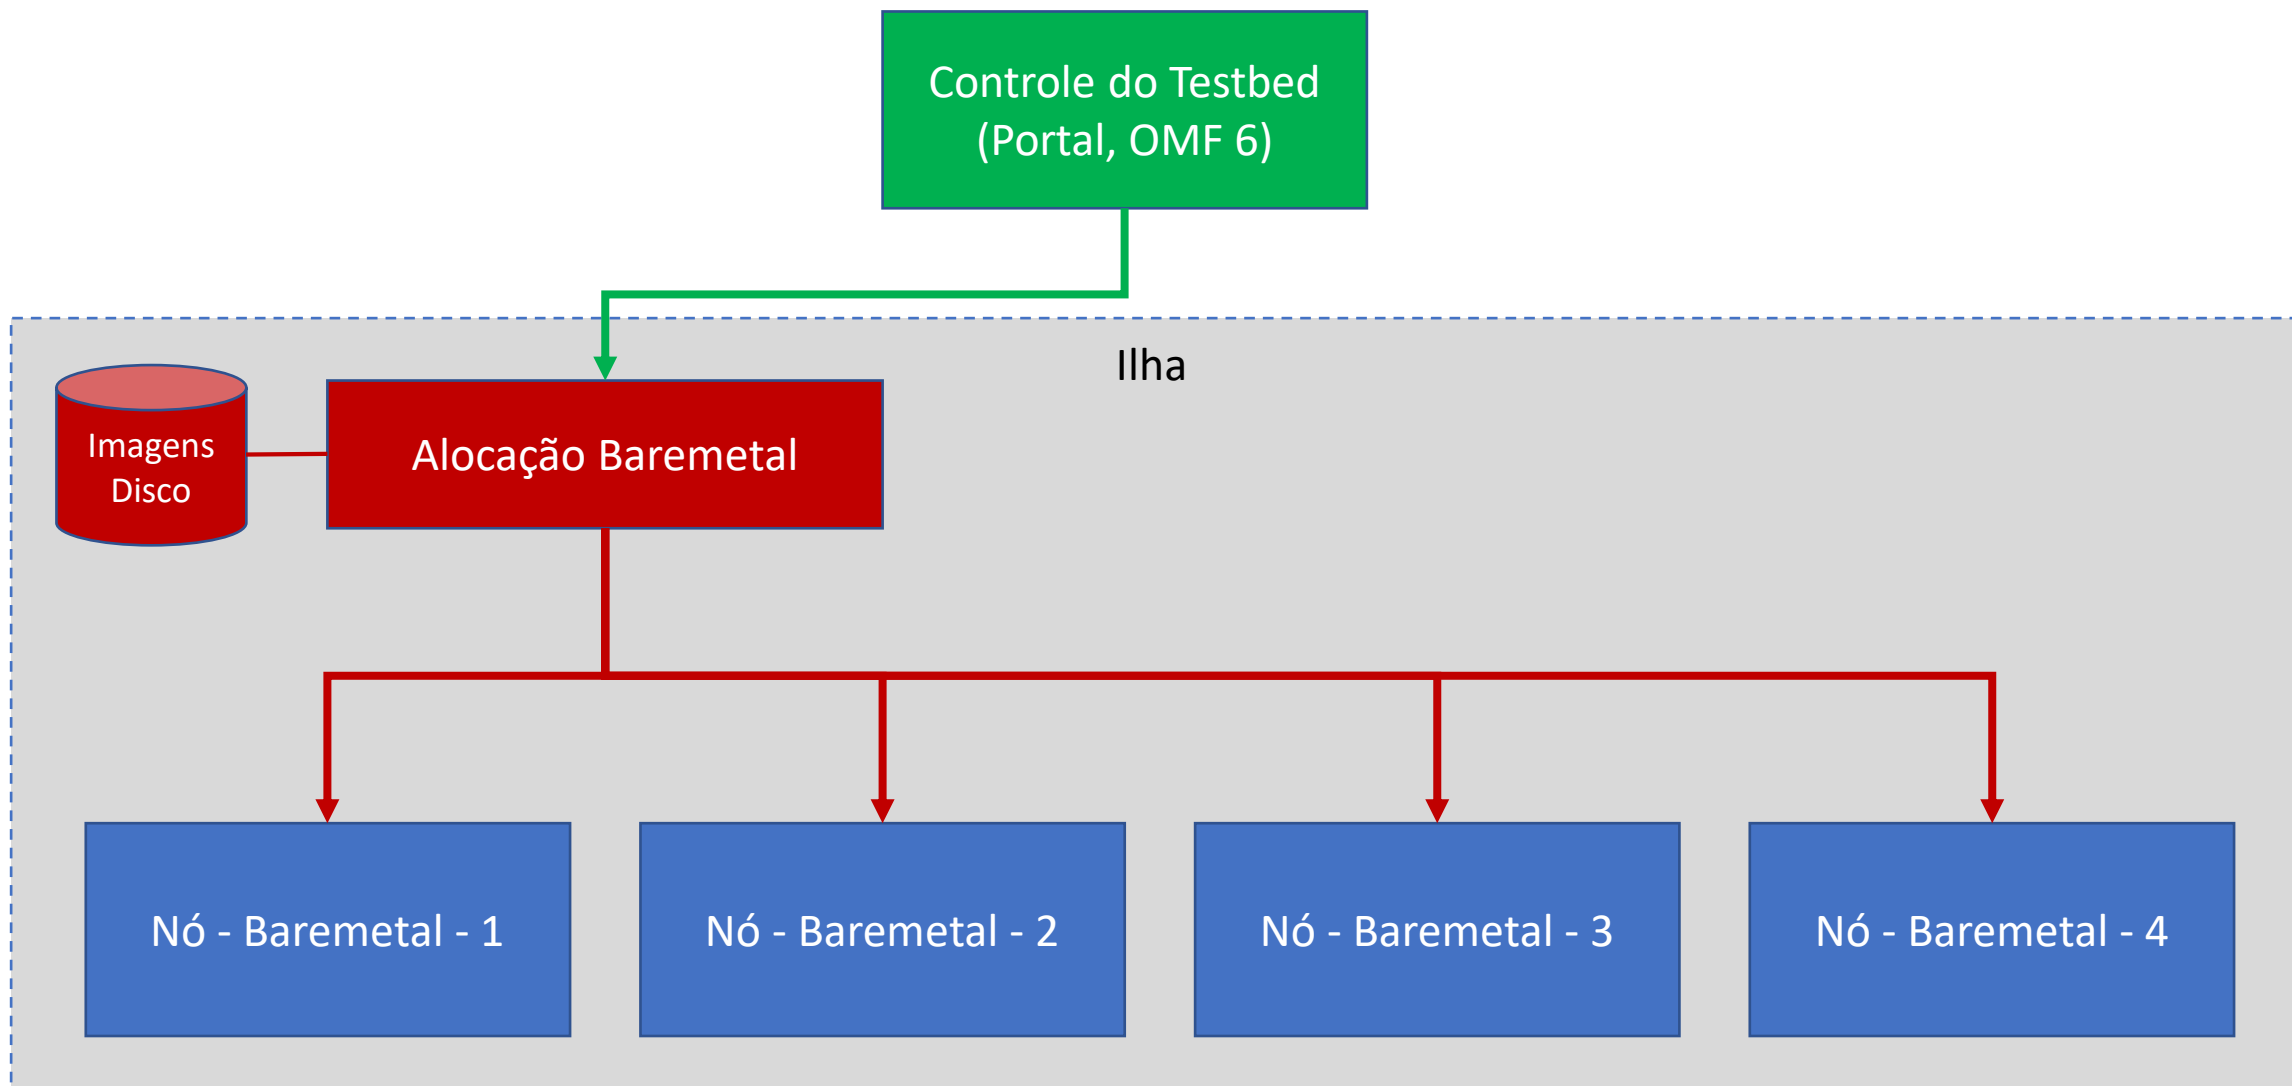 Controle do Testbed
(Portal, OMF 6)
Ilha
Imagens
Disco
Alocação Baremetal
Nó - Baremetal - 1
Nó - Baremetal - 2
Nó - Baremetal - 3
Nó - Baremetal - 4